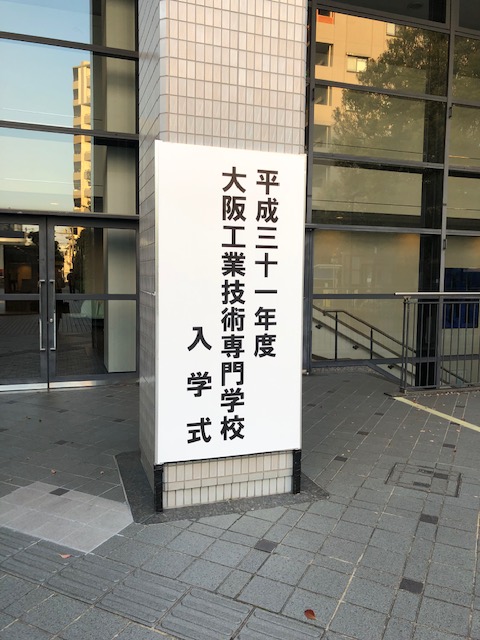 平成三十一年度
大阪工業技術専門学校
入学式